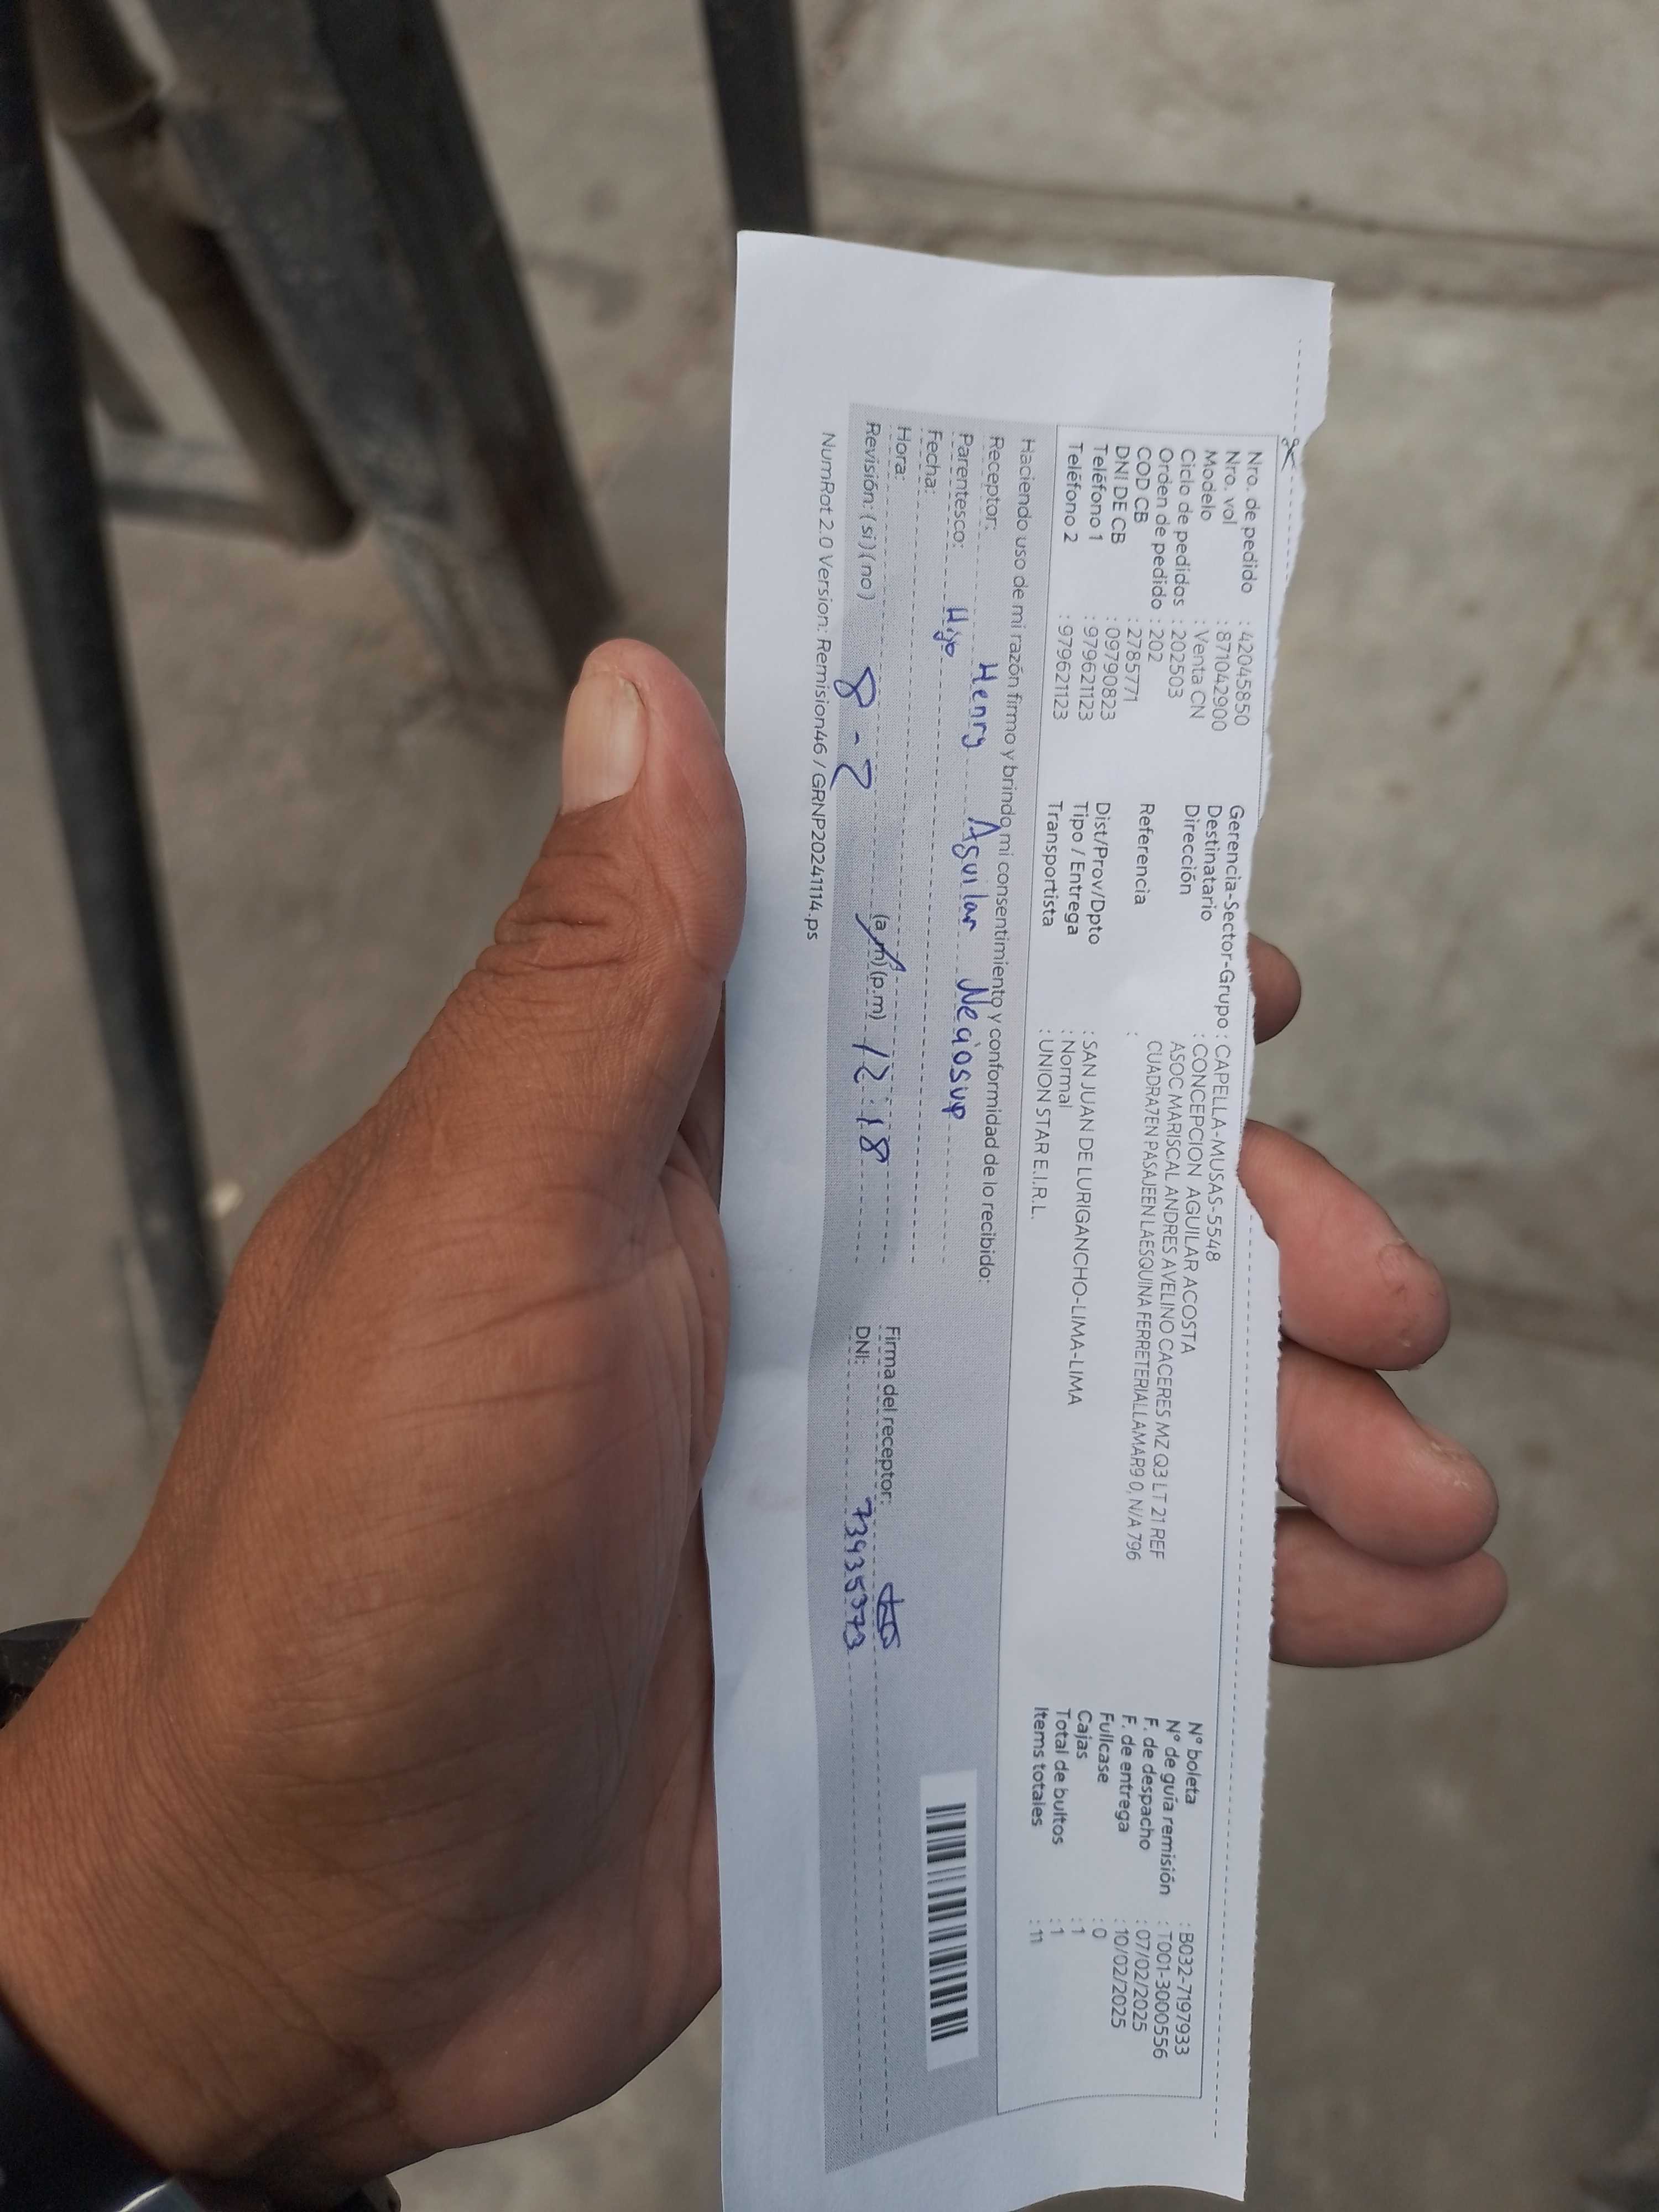 Nro. de pedido : 42045850
Nro. vol : 871042900
Modelo : Venta CN
Ciclo de pedidos : 202503
Orden de pedido : 202
COD CB : 2785771
DNI DE CB : 09790823
Teléfono 1 : 979621123
Teléfono 2 : 979621123
Gerencia-Sector-Grupo : CAPELLA-MUSAS-5548
Destinatario : CONCEPCION AGUILAR ACOSTA
Dirección ASOC MARISCAL ANDRES AVELINO CACERES MZ Q3 LT 21 REF
CUADRA7EN PASAJEEN LAESQUINA FERRETERIALLAMAR9 0, N/A 796
Referencia :
Dist/Prov/Dpto : SAN JUAN DE LURIGANCHO-LIMA-LIMA
Tipo / Entrega : Normal
Transportista : UNION STAR E.I.R.L.
N° boleta : B032-7197933
N° de guía remisión : T001-3000556
F. de despacho : 07/02/2025
F. de entrega : 10/02/2025
Fullcase : 0
Cajas : 1
Total de bultos : 1
Items totales : 11
Haciendo uso de mi razón firmo y brindo mi consentimiento y conformidad de lo recibido:
Receptor: Henry Aguilar Neciosup
Parentesco: Hijo
Fecha:
Hora: (a.m)(p.m) 12:18
Revisión: (si)(no) 8-2
Firma del receptor:
DNI: 73935373
NumRot 2.0 Version: Remision46 / GRNP20241114.ps